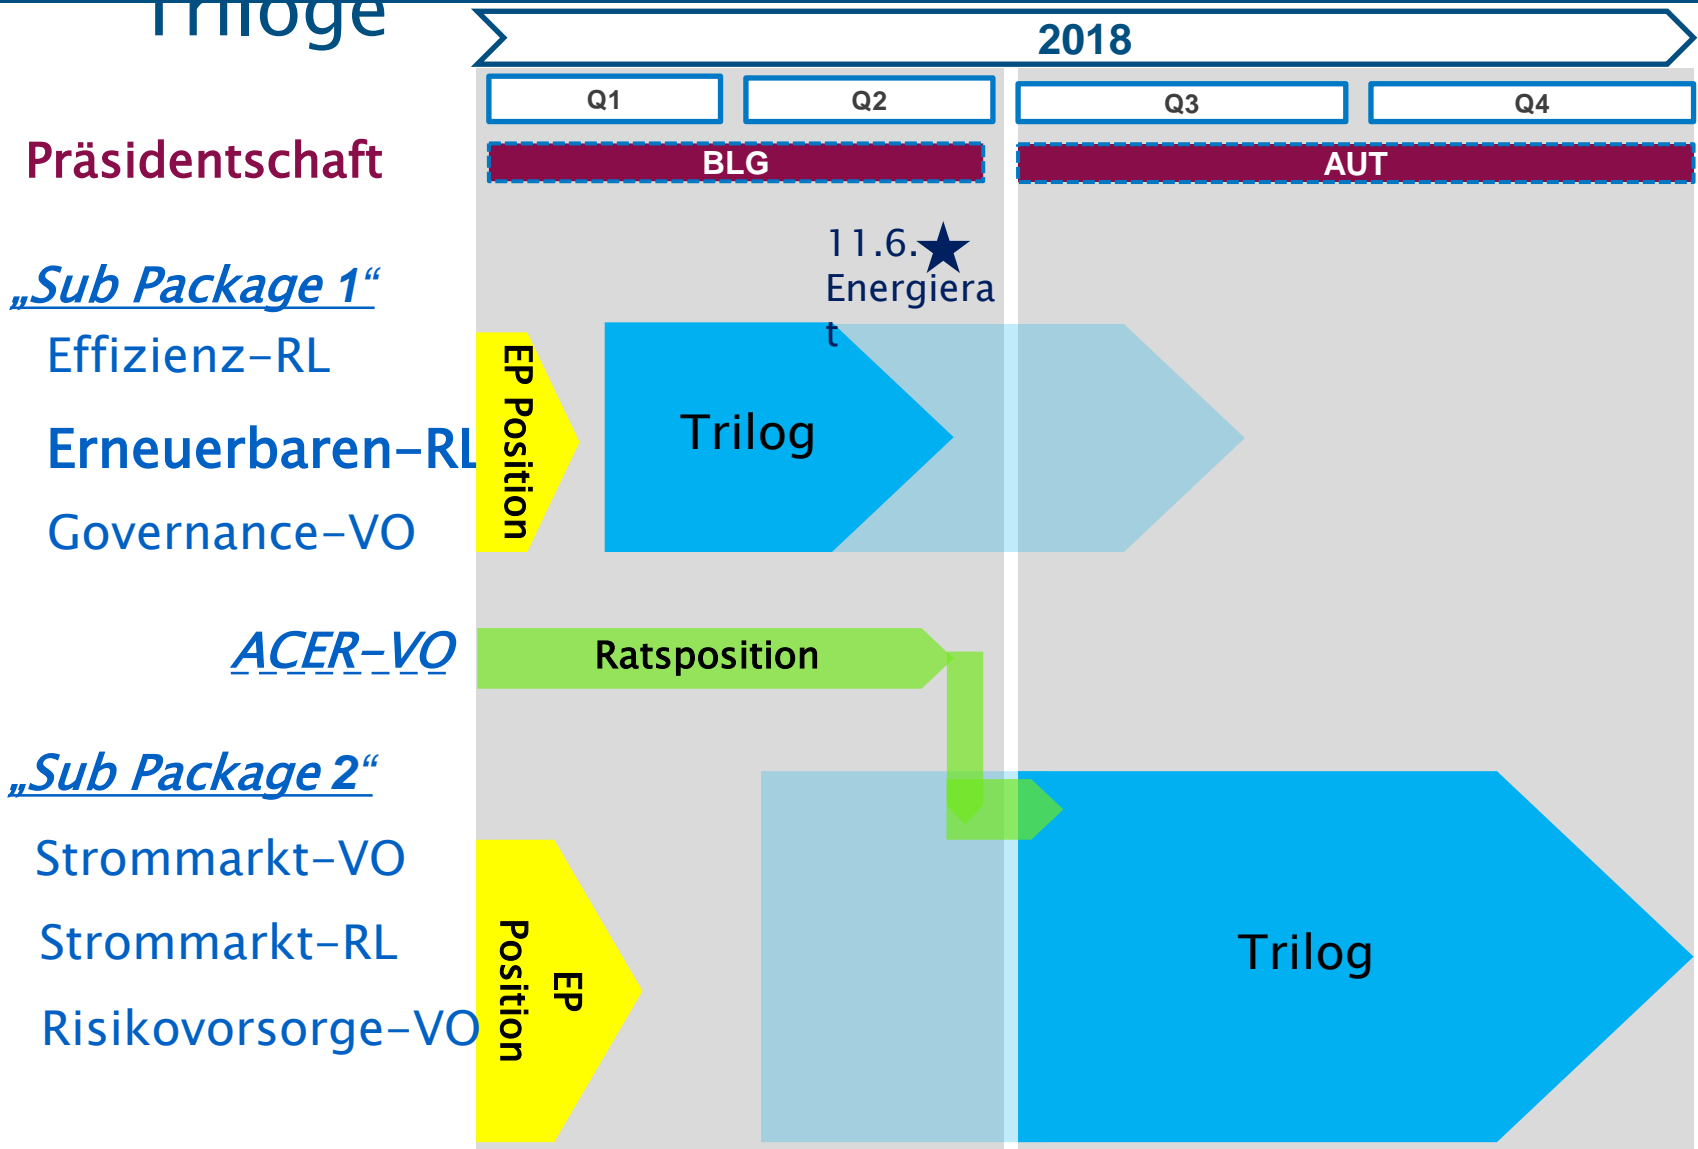 Triloge
2018
Q1
Q2
Q3
Q4
Präsidentschaft
BLG
AUT
11.6.
Energiera
t
„Sub Package 1“
Effizienz-RL
Erneuerbaren-RL
Governance-VO
EP Position
Trilog
ACER-VO
Ratsposition
„Sub Package 2“
Strommarkt-VO
Strommarkt-RL
Risikovorsorge-VO
EP
Position
Trilog